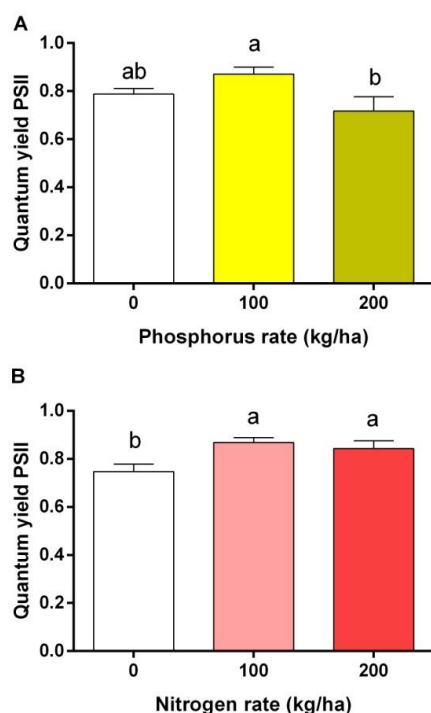 A
ab a b
Quantum yield PSII
1.0
0.8
0.6
0.4
0.2
0.0
0 100 200
Phosphorus rate (kg/ha)
B
b a a
Quantum yield PSII
1.0
0.8
0.6
0.4
0.2
0.0
0 100 200
Nitrogen rate (kg/ha)